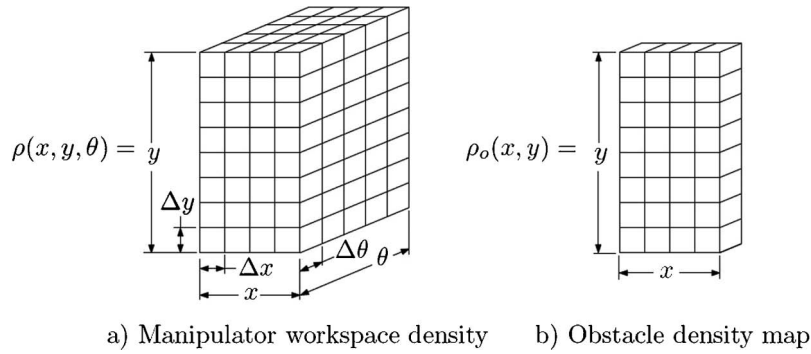 ρ(x, y, θ) = y
Δy
Δx
x
Δθ
θ
a) Manipulator workspace density
ρₒ(x, y) = y
x
b) Obstacle density map